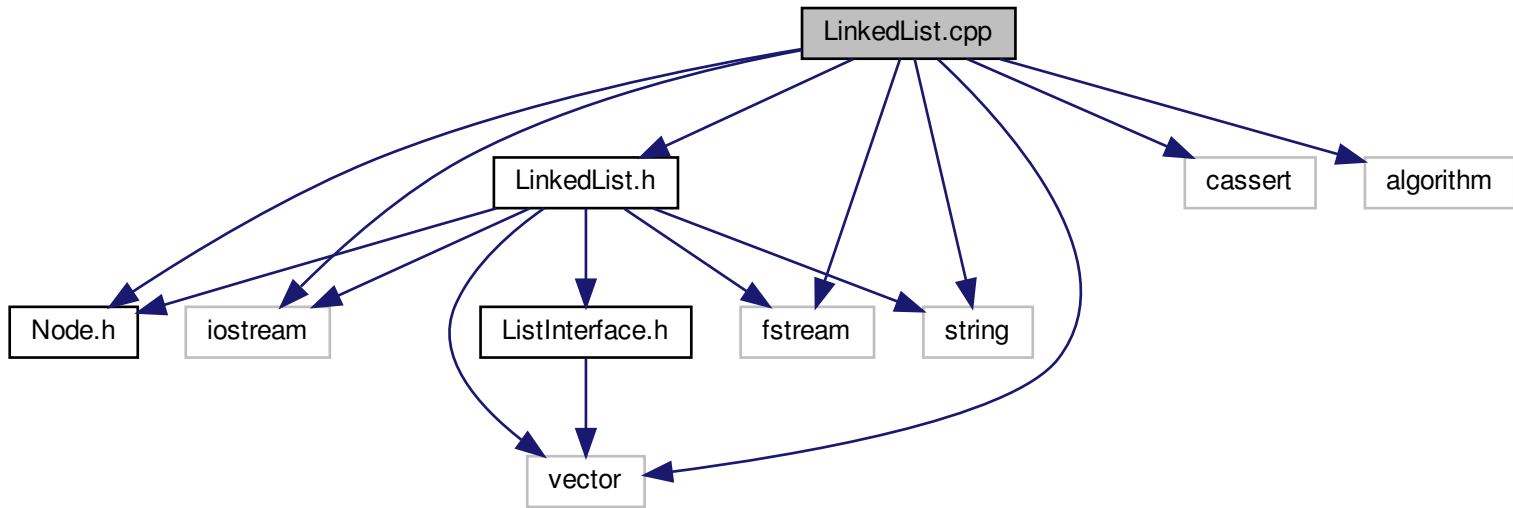 LinkedList.cpp
LinkedList.h
cassert
algorithm
Node.h
iostream
ListInterface.h
fstream
string
vector